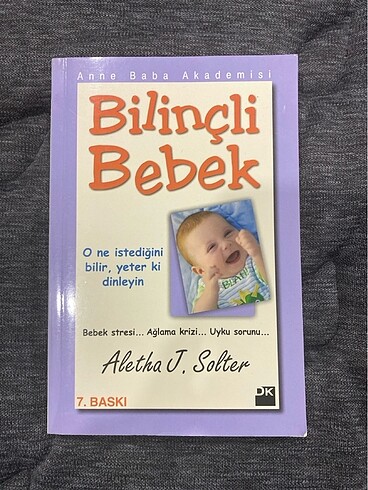 Anne Baba Akademisi
Bilinçli
Bebek
O ne istediğini
bilir, yeter ki
dinleyin
Bebek stresi... Ağlama krizi... Uyku sorunu...
Aletha J. Solter
DK
7. BASKI